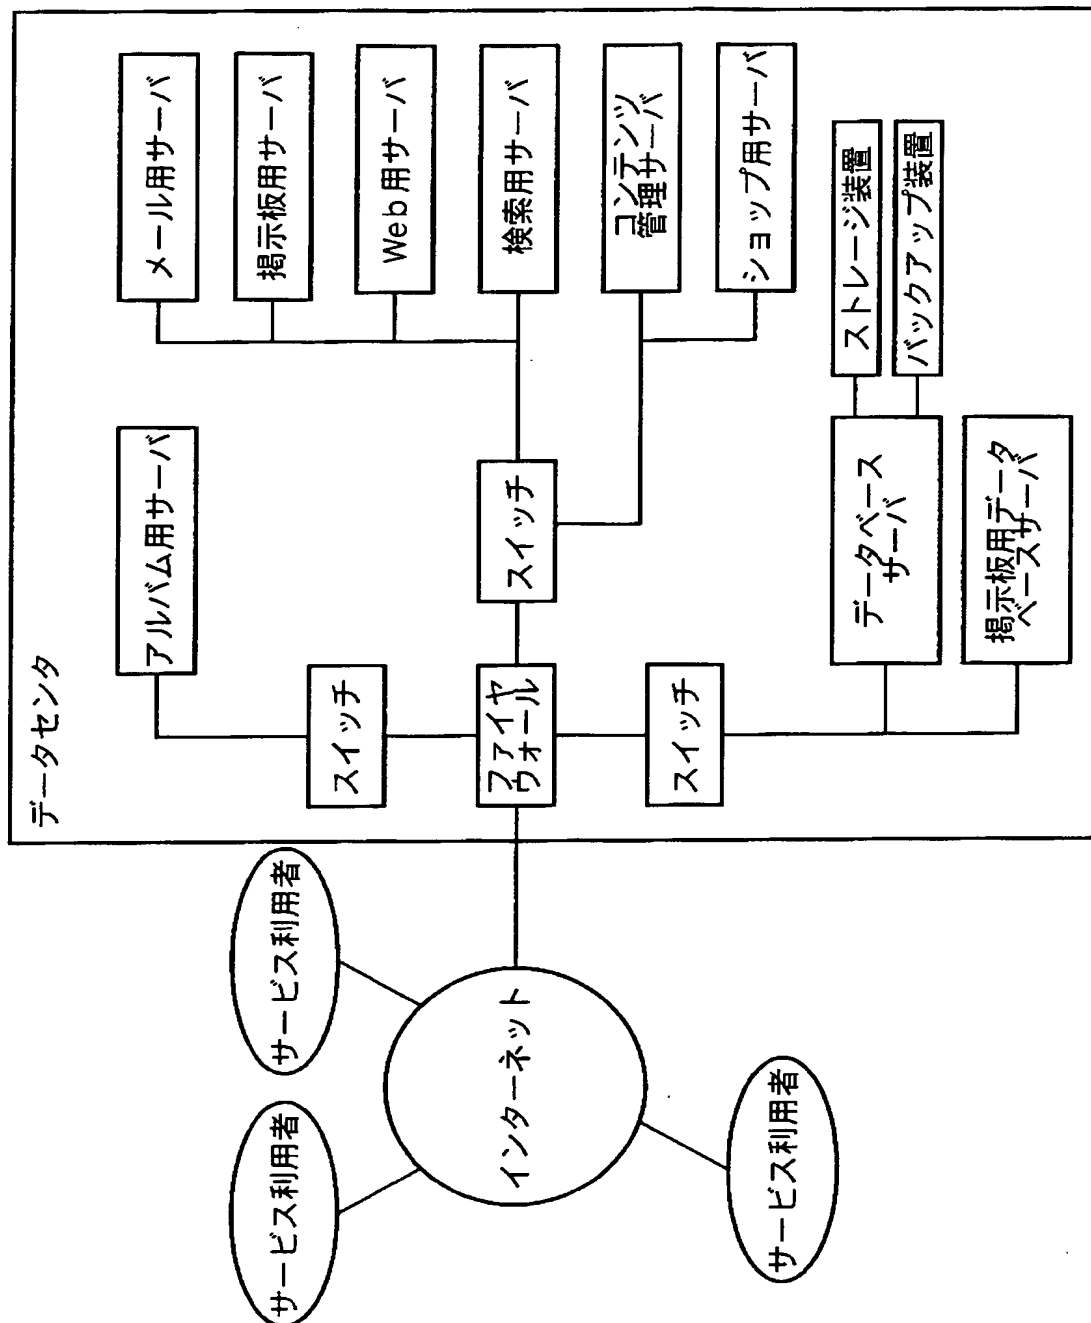 データセンタ
アルバム用サーバ
メール用サーバ
掲示板用サーバ
Web用サーバ
検索用サーバ
コンテンツ
管理サーバ
ショップ用サーバ
スイッチ
スイッチ
ファイヤ
ウォール
スイッチ
データベース
サーバ
ストレージ装置
バックアップ装置
掲示板用データ
ベースサーバ
サービス利用者
サービス利用者
インターネット
サービス利用者